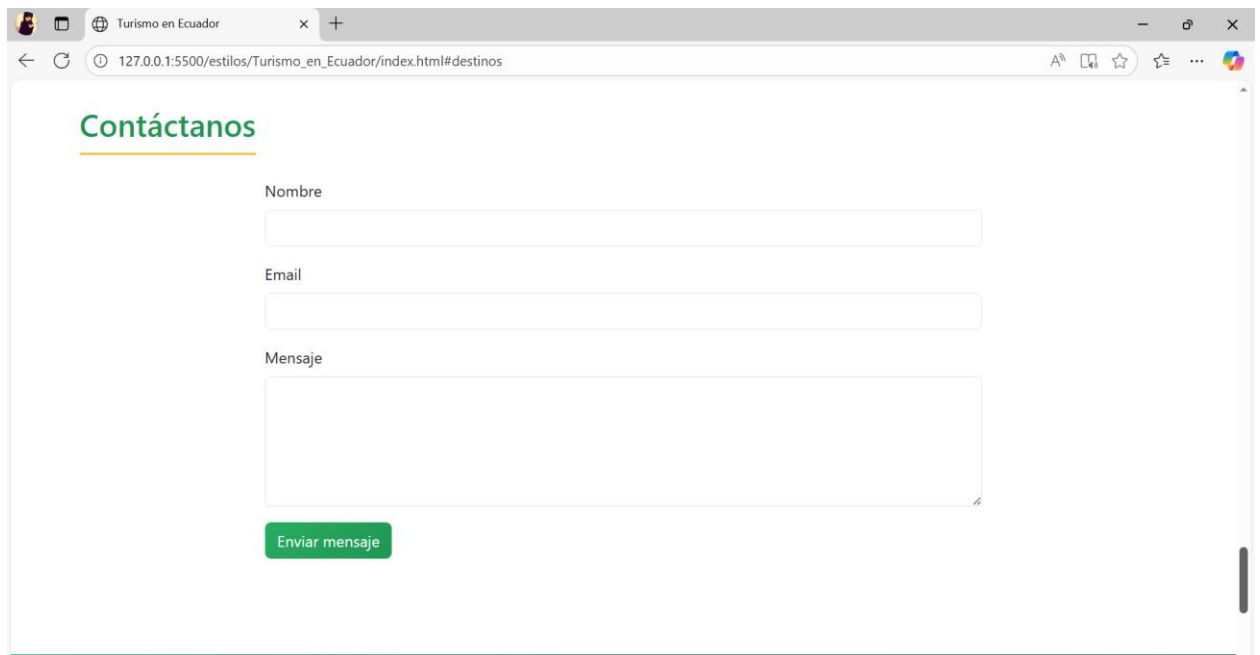 Turismo en Ecuador
127.0.0.1:5500/estilos/Turismo_en_Ecuador/index.html#destinos
Contáctanos
Nombre
Email
Mensaje
Enviar mensaje